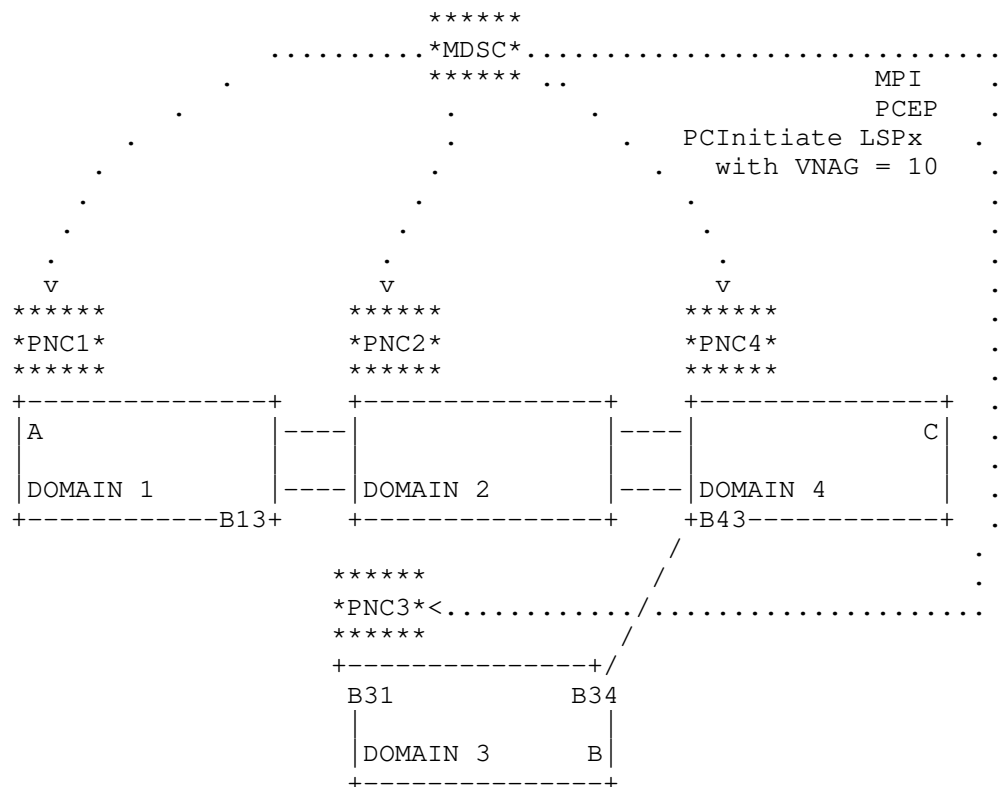 ******
..........*MDSC*..............................
. ****** .. MPI .
. . . PCEP .
. . . PCInitiate LSPx .
. . . with VNAG = 10 .
. . . .
. . . .
. . . .
v v v .
****** ****** ****** .
*PNC1* *PNC2* *PNC4* .
****** ****** ****** .
+---------------+ +---------------+ +---------------+ .
|A |----| |----| C| .
| | | | | | .
|DOMAIN 1 |----|DOMAIN 2 |----|DOMAIN 4 | .
+------------B13+ +---------------+ +B43------------+ .
/ .
****** / .
*PNC3*<............/.....................
****** /
+---------------+/
B31 B34
| |
|DOMAIN 3 B|
+---------------+